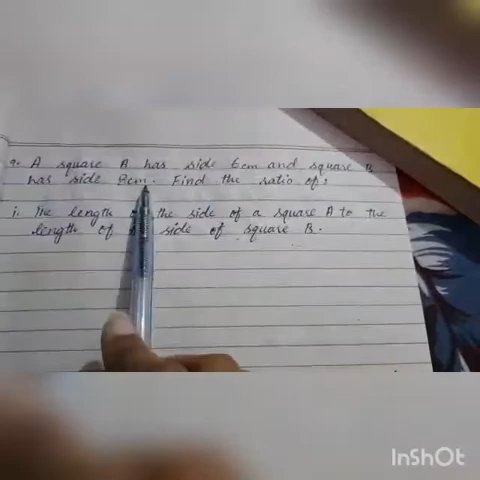 9. A square A has side 6cm and square B
has side 8cm. Find the ratio of:
i. The length the side of a square A to the
length of side of square B.
InShOt